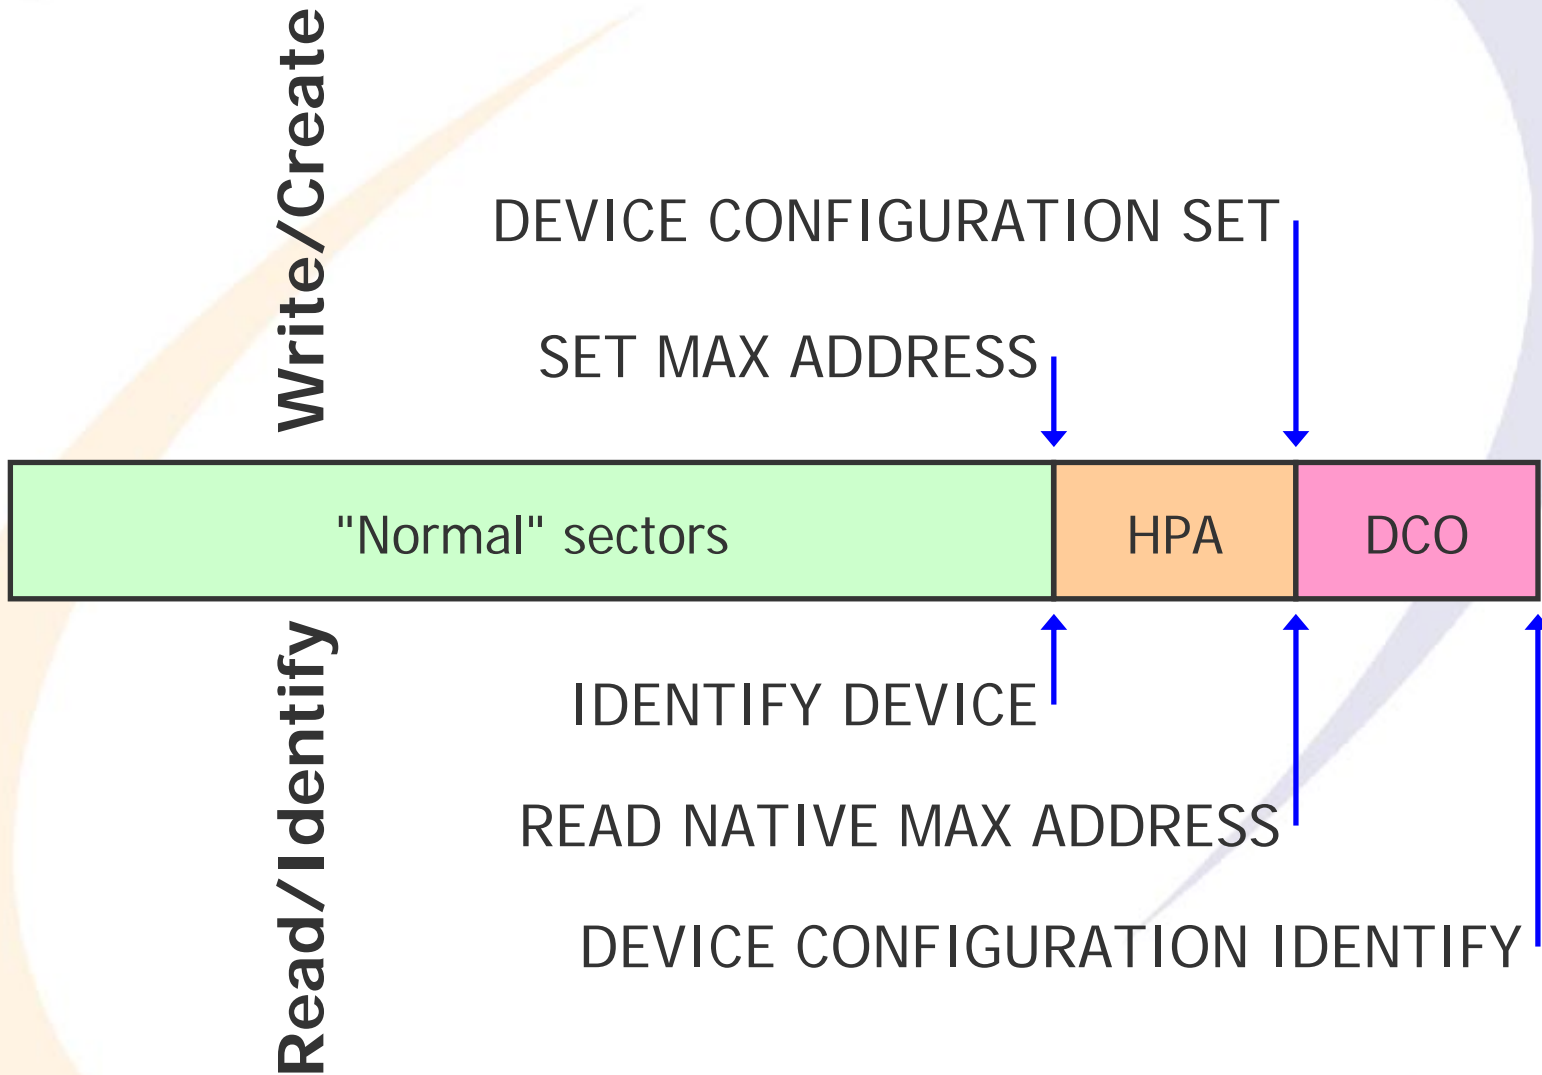 Write/Create
DEVICE CONFIGURATION SET
SET MAX ADDRESS
"Normal" sectors
HPA
DCO
Read/Identify
IDENTIFY DEVICE
READ NATIVE MAX ADDRESS
DEVICE CONFIGURATION IDENTIFY